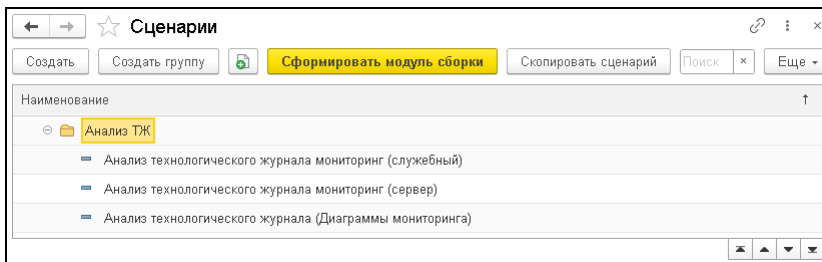 Сценарии
Создать Создать группу Сформировать модуль сборки Скопировать сценарий Поиск × Еще
Наименование
Анализ ТЖ
Анализ технологического журнала мониторинг (служебный)
Анализ технологического журнала мониторинг (сервер)
Анализ технологического журнала (Диаграммы мониторинга)